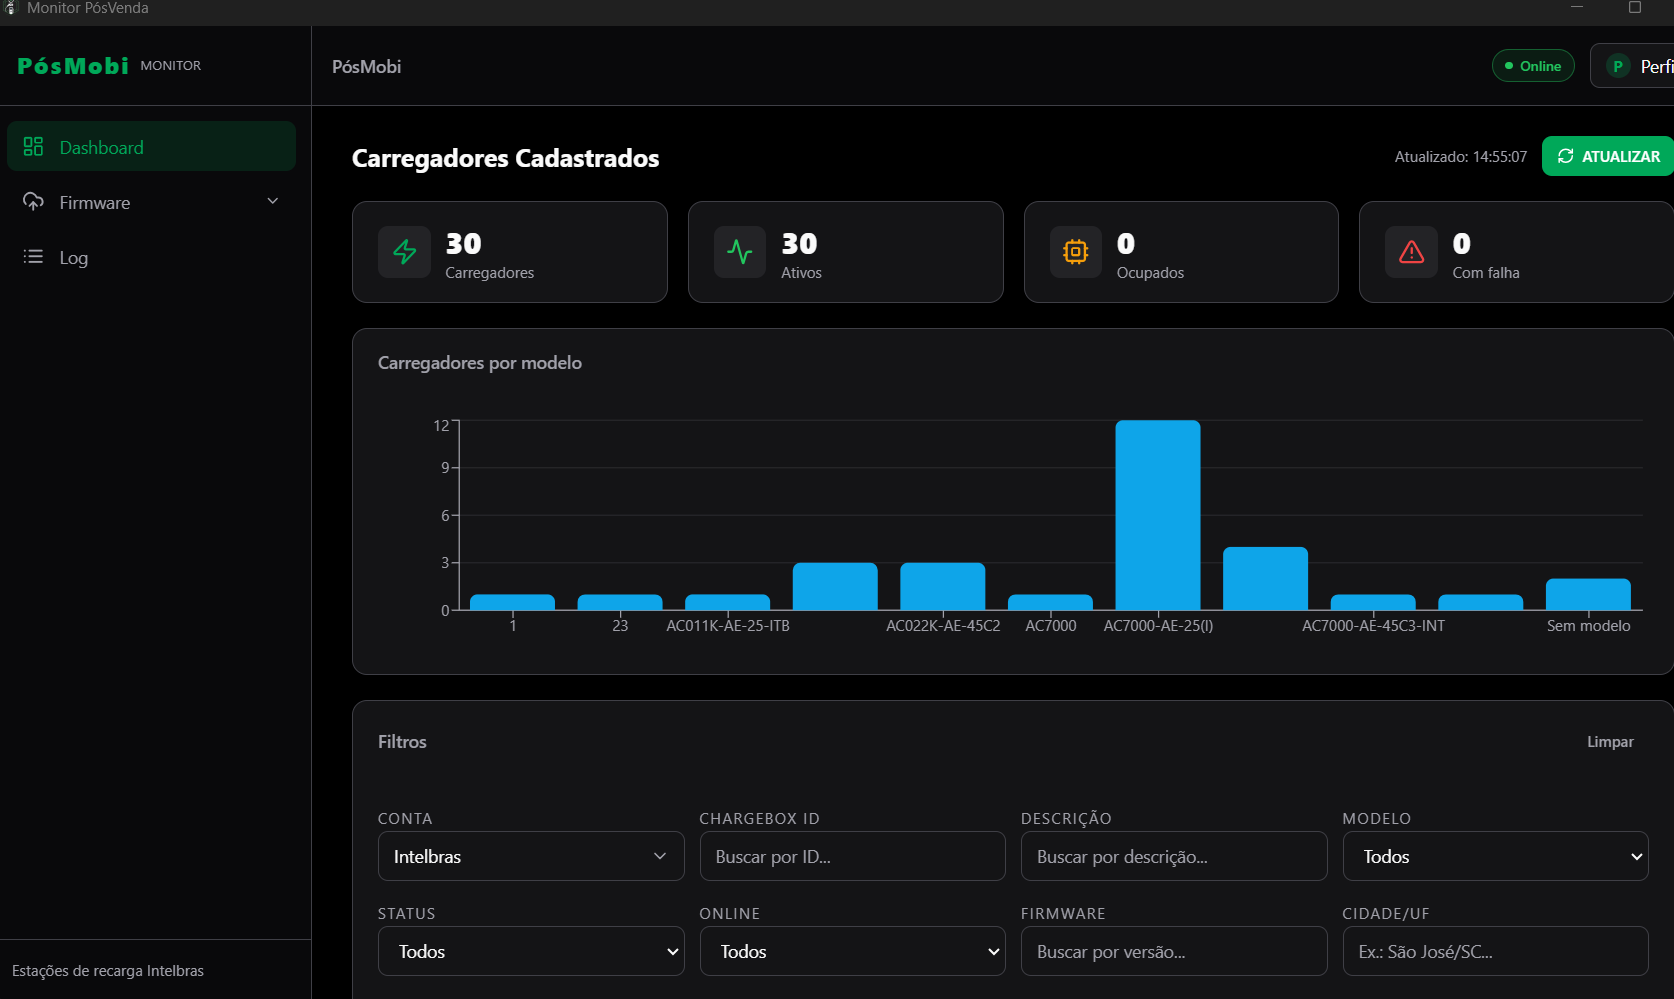 Monitor PósVenda
PósMobi MONITOR
PósMobi
Online
P Perfi
Dashboard
Firmware
Log
Carregadores Cadastrados
Atualizado: 14:55:07
ATUALIZAR
30
Carregadores
30
Ativos
0
Ocupados
0
Com falha
Carregadores por modelo
12
9
6
3
0
1 23 AC011K-AE-25-ITB AC022K-AE-45C2 AC7000 AC7000-AE-25(I) AC7000-AE-45C3-INT Sem modelo
Filtros
Limpar
CONTA CHARGEBOX ID DESCRIÇÃO MODELO
Intelbras Buscar por ID... Buscar por descrição... Todos
STATUS ONLINE FIRMWARE CIDADE/UF
Todos Todos Buscar por versão... Ex.: São José/SC...
Estações de recarga Intelbras